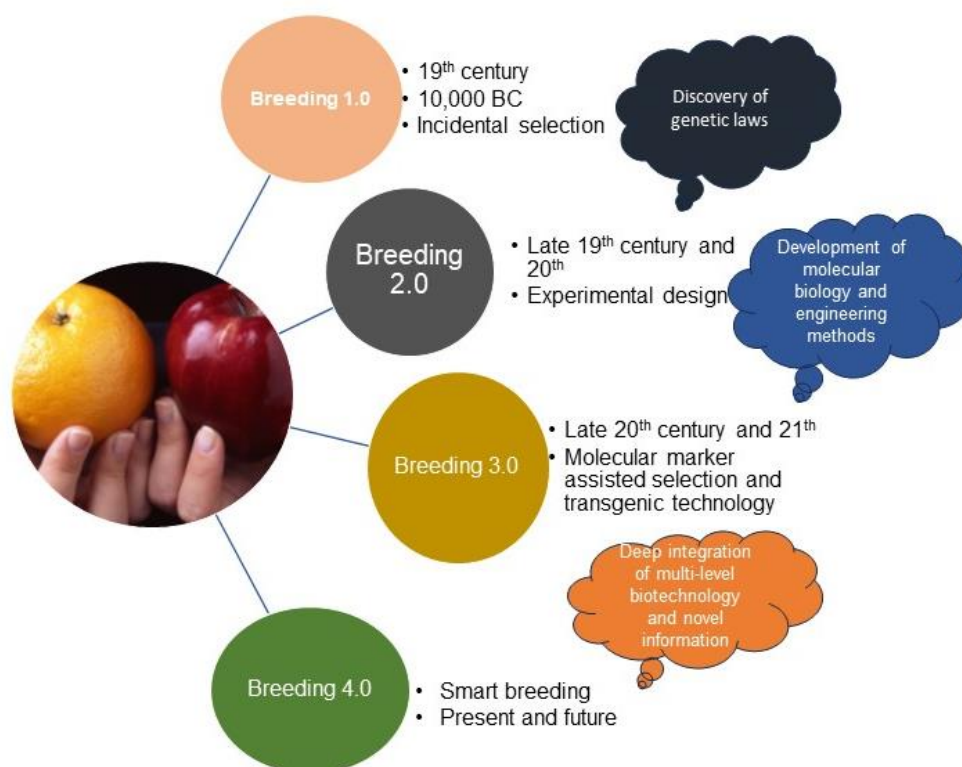 Breeding 1.0
• 19th century
• 10,000 BC
• Incidental selection
Discovery of
genetic laws
Breeding
2.0
• Late 19th century and
20th
• Experimental design
Development of
molecular
biology and
engineering
methods
Breeding 3.0
• Late 20th century and 21th
• Molecular marker
assisted selection and
transgenic technology
Deep integration
of multi-level
biotechnology
and novel
information
Breeding 4.0
• Smart breeding
• Present and future